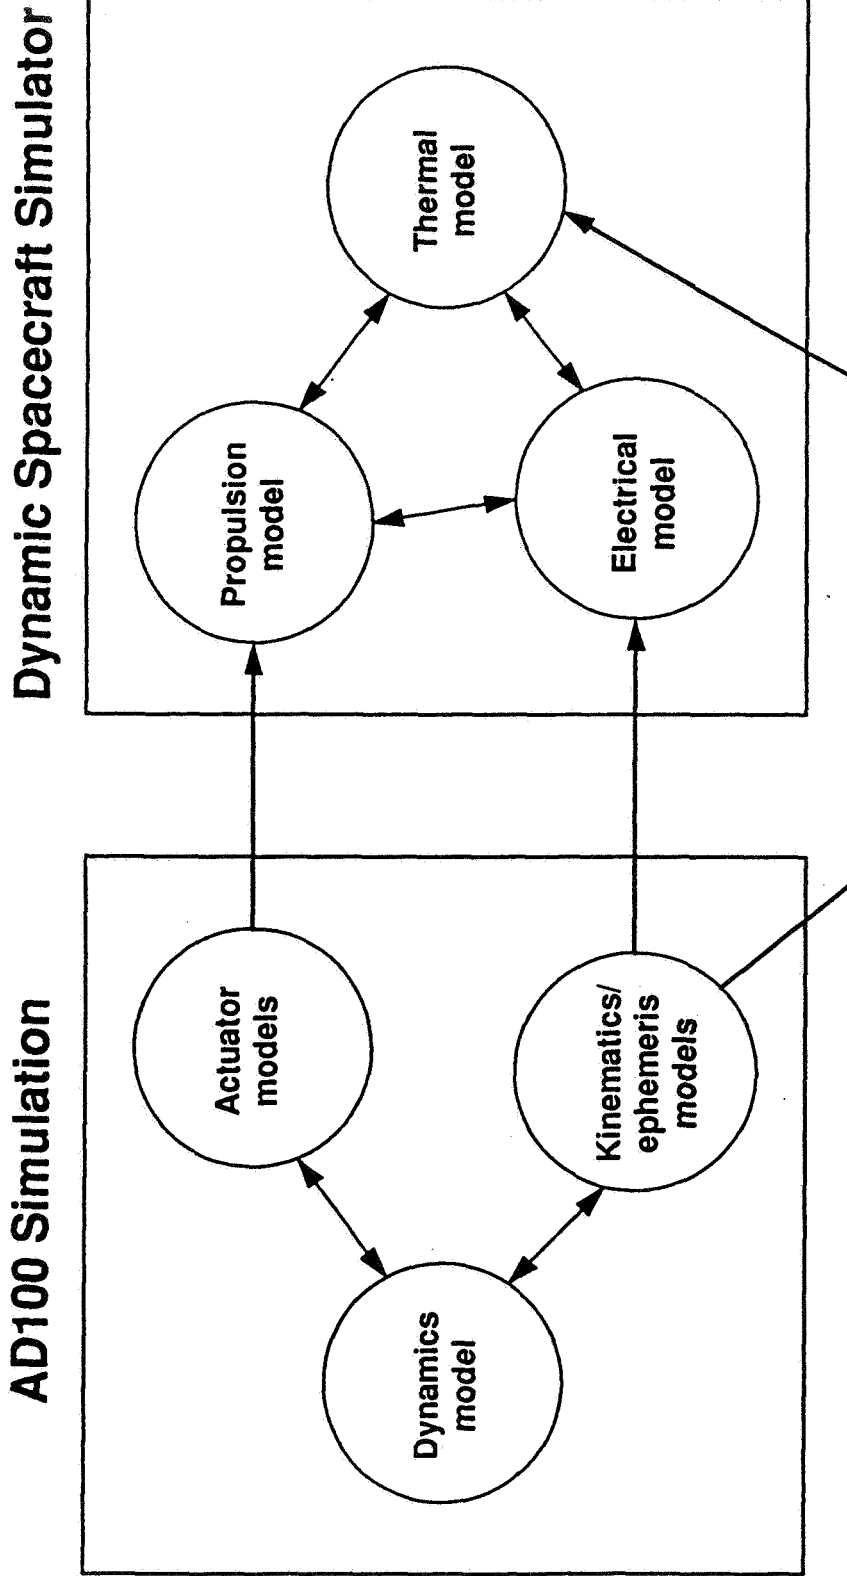 AD100 Simulation
Dynamics
model
Actuator
models
Kinematics/
ephemeris
models
Dynamic Spacecraft Simulator
Propulsion
model
Electrical
model
Thermal
model